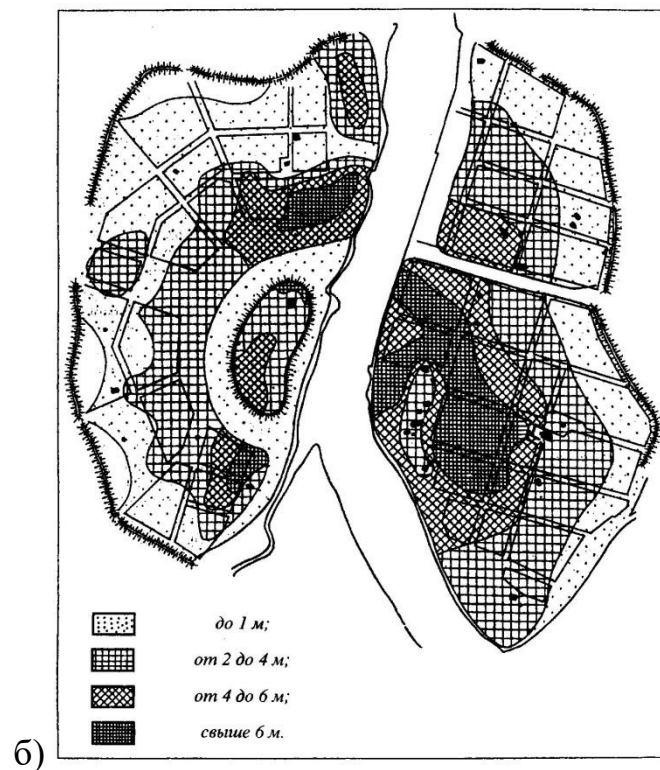 до 1 м;
от 2 до 4 м;
от 4 до 6 м;
свыше 6 м.
б)